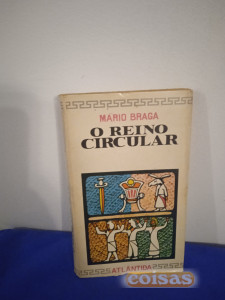 MARIO BRAGA
O REINO
CIRCULAR
ATLÂNTIDA
coisas